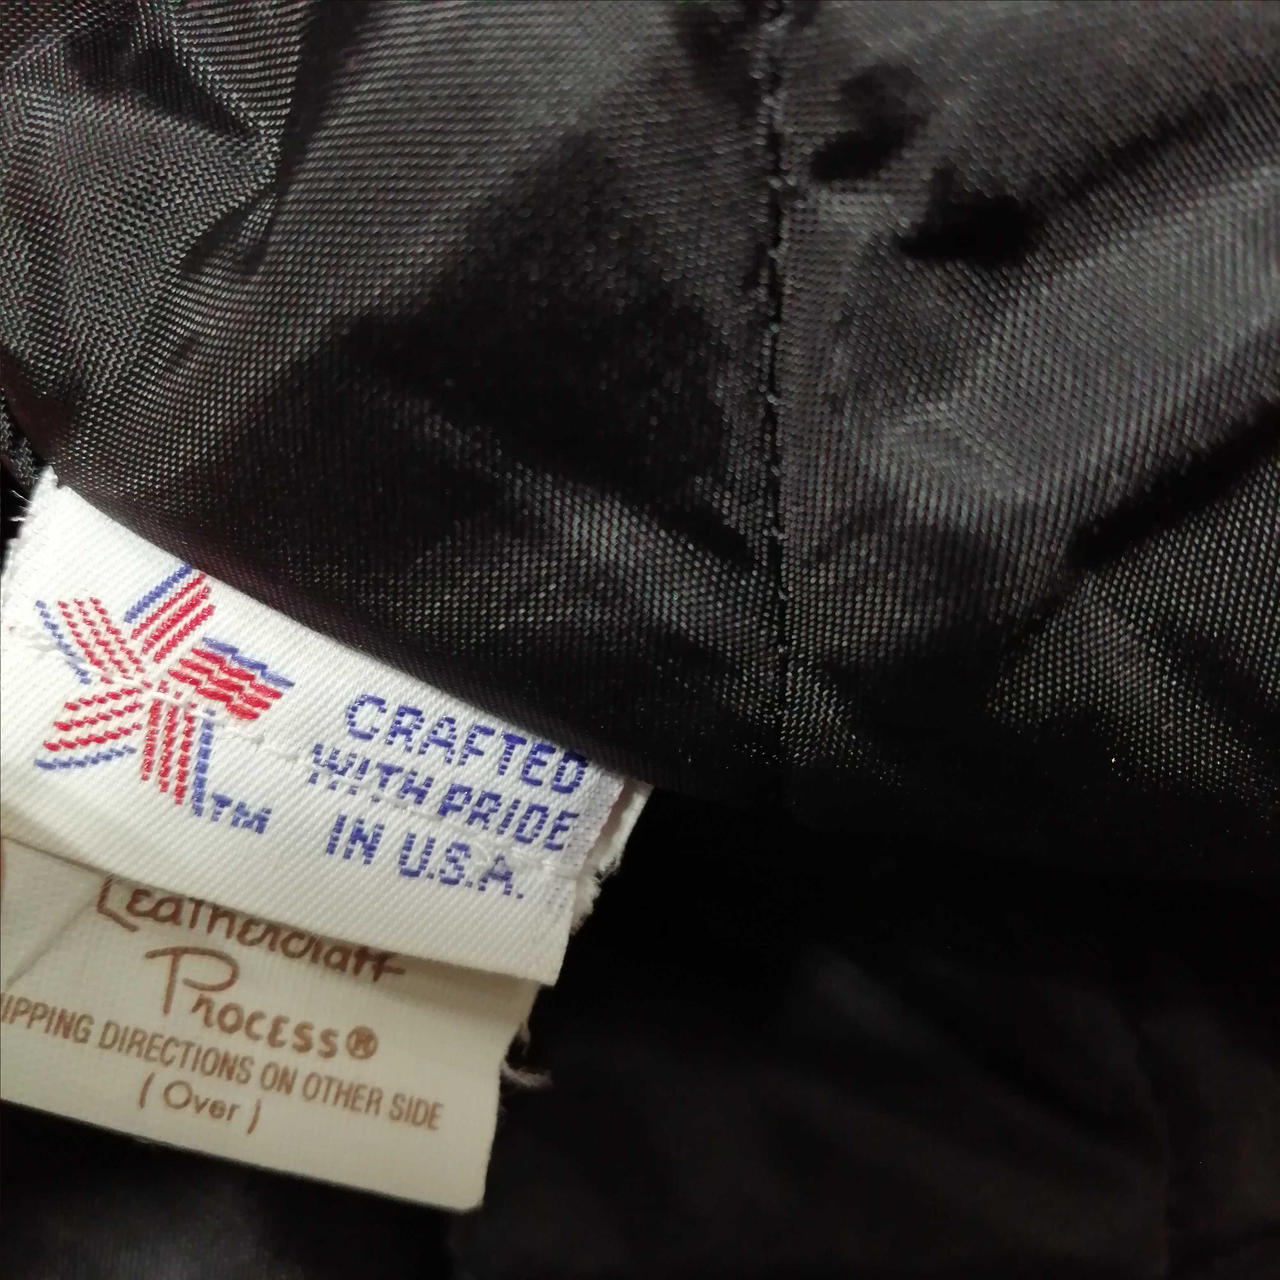 CRAFTED
WITH PRIDE
IN U.S.A.
TM
Leathercraft
Process®
IPPING DIRECTIONS ON OTHER SIDE
( Over )